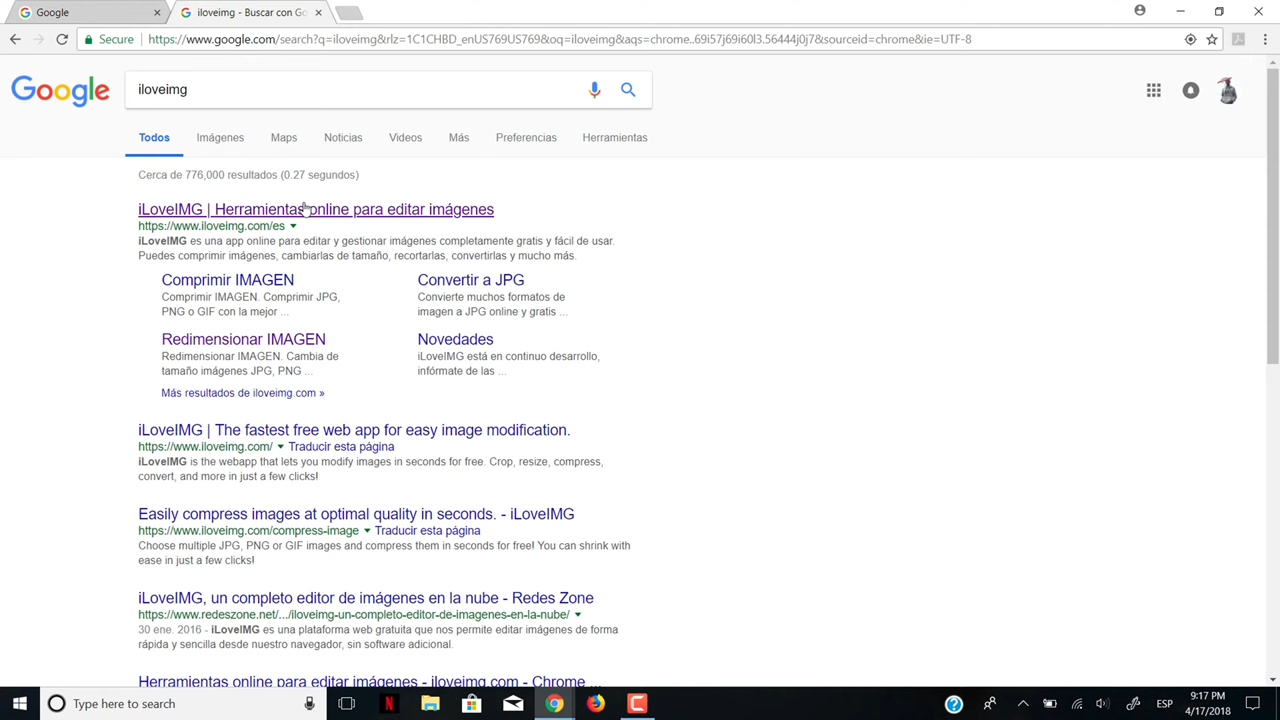 Google
iloveimg - Buscar con Go
Secure https://www.google.com/search?q=iloveimg&rlz=1C1CHBD_enUS769US769&oq=iloveimg&aqs=chrome..69i57j69i60l3.56444j0j7&sourceid=chrome&ie=UTF-8
Google
iloveimg
Todos Imágenes Maps Noticias Videos Más Preferencias Herramientas
Cerca de 776,000 resultados (0.27 segundos)
iLoveIMG | Herramientas online para editar imágenes
https://www.iloveimg.com/es
iLoveIMG es una app online para editar y gestionar imágenes completamente gratis y fácil de usar.
Puedes comprimir imágenes, cambiarlas de tamaño, recortarlas, convertirlas y mucho más.
Comprimir IMAGEN
Comprimir IMAGEN. Comprimir JPG,
PNG o GIF con la mejor ...
Convertir a JPG
Convierte muchos formatos de
imagen a JPG online y gratis ...
Redimensionar IMAGEN
Redimensionar IMAGEN. Cambia de
tamaño imágenes JPG, PNG ...
Novedades
iLoveIMG está en continuo desarrollo,
infórmate de las ...
Más resultados de iloveimg.com »
iLoveIMG | The fastest free web app for easy image modification.
https://www.iloveimg.com/ Traducir esta página
iLoveIMG is the webapp that lets you modify images in seconds for free. Crop, resize, compress,
convert, and more in just a few clicks!
Easily compress images at optimal quality in seconds. - iLoveIMG
https://www.iloveimg.com/compress-image Traducir esta página
Choose multiple JPG, PNG or GIF images and compress them in seconds for free! You can shrink with
ease in just a few clicks!
iLoveIMG, un completo editor de imágenes en la nube - Redes Zone
https://www.redeszone.net/.../iloveimg-un-completo-editor-de-imagenes-en-la-nube/
30 ene. 2016 - iLoveIMG es una plataforma web gratuita que nos permite editar imágenes de forma
rápida y sencilla desde nuestro navegador, sin software adicional.
Herramientas online para editar imágenes - iloveimg.com - Chrome ...
Type here to search
ESP
9:17 PM
4/17/2018